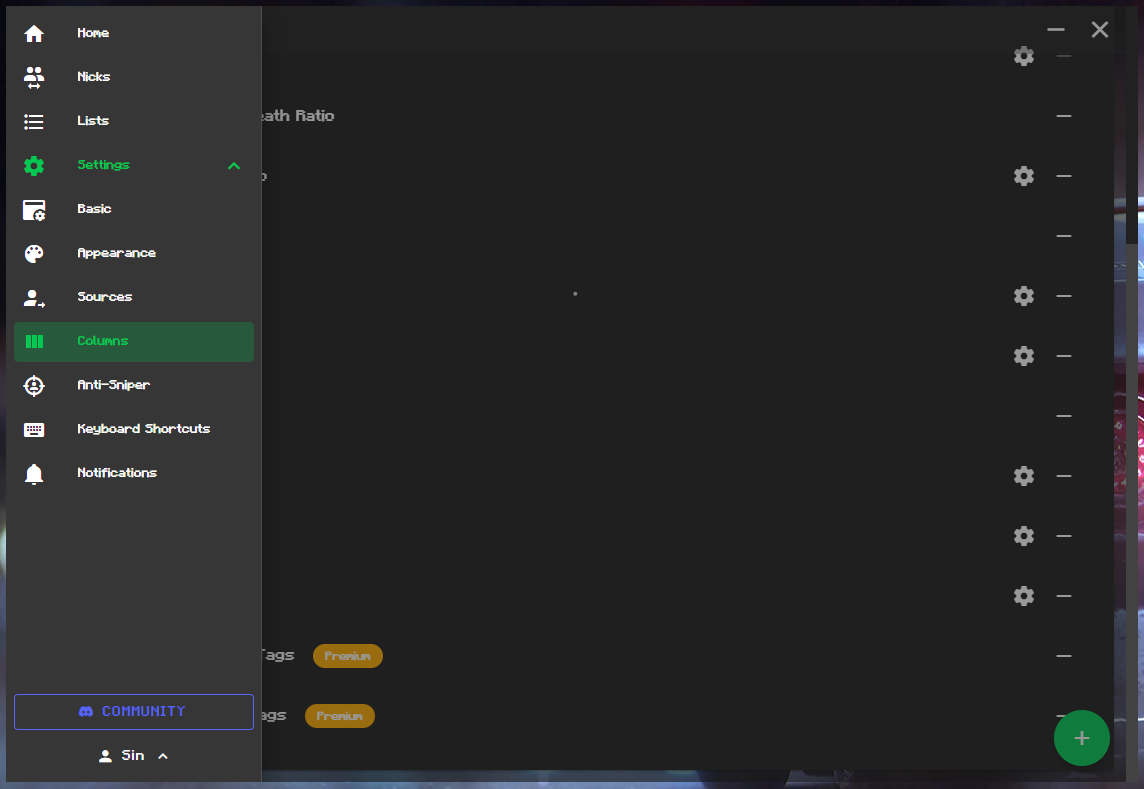 Home
Nicks
Lists
eath Ratio
Settings
Basic
Appearance
Sources
Columns
Anti-Sniper
Keyboard Shortcuts
Notifications
Tags Premium
ags Premium
COMMUNITY
Sin